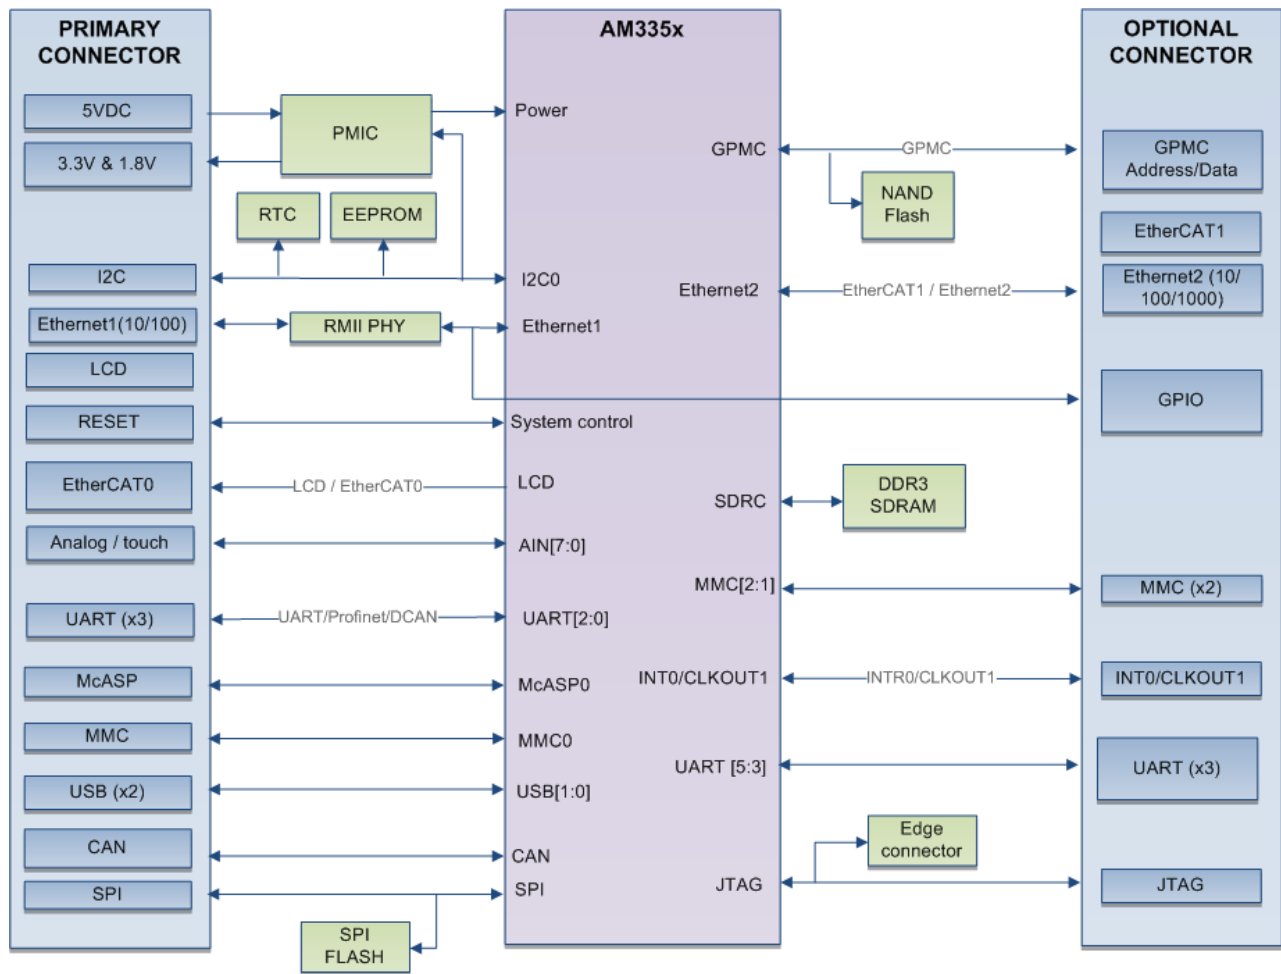 PRIMARY
CONNECTOR
5VDC
3.3V & 1.8V
I2C
Ethernet1(10/100)
LCD
RESET
EtherCAT0
Analog / touch
UART (x3)
McASP
MMC
USB (x2)
CAN
SPI
PMIC
RTC
EEPROM
RMII PHY
LCD / EtherCAT0
UART/Profinet/DCAN
SPI
FLASH
AM335x
Power
I2C0
Ethernet1
System control
LCD
AIN[7:0]
UART[2:0]
McASP0
MMC0
USB[1:0]
CAN
SPI
GPMC
Ethernet2
SDRC
MMC[2:1]
INT0/CLKOUT1
UART [5:3]
JTAG
GPMC
NAND
Flash
EtherCAT1 / Ethernet2
DDR3
SDRAM
INTR0/CLKOUT1
Edge
connector
OPTIONAL
CONNECTOR
GPMC
Address/Data
EtherCAT1
Ethernet2 (10/
100/1000)
GPIO
MMC (x2)
INT0/CLKOUT1
UART (x3)
JTAG